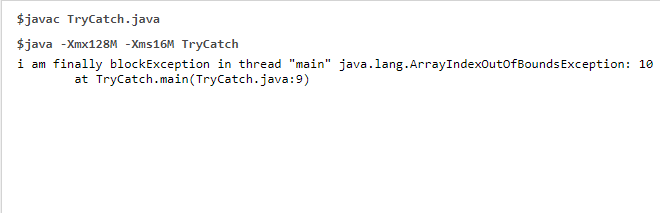 $javac TryCatch.java
$java -Xmx128M -Xms16M TryCatch
i am finally blockException in thread "main" java.lang.ArrayIndexOutOfBoundsException: 10
at TryCatch.main(TryCatch.java:9)